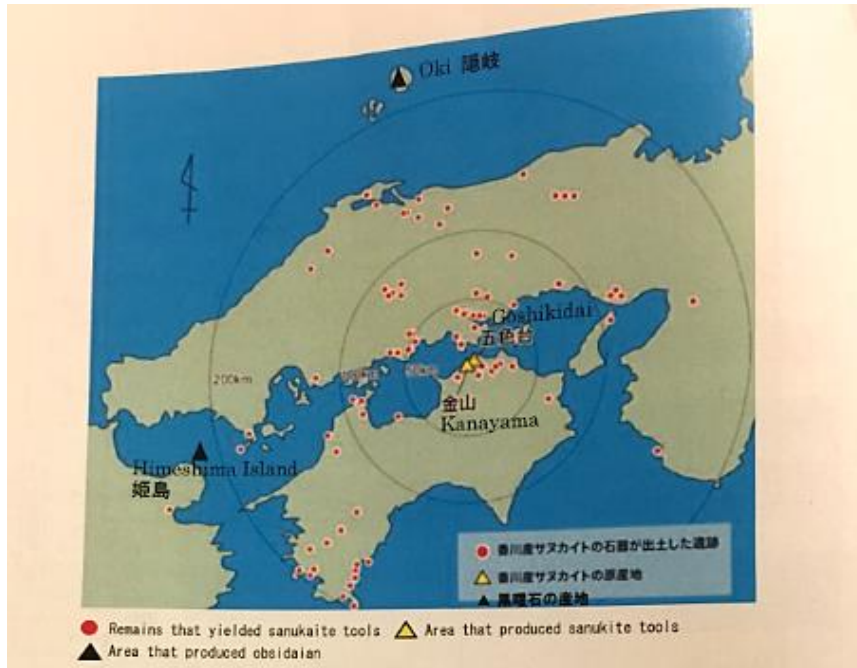 Oki 隠岐
Goshikidai
五色台
200km
50km
金山
Kanayama
Himeshima Island
姫島
香川産サヌカイトの石器が出土した遺跡
香川産サヌカイトの原産地
黒曜石の産地
Remains that yielded sanukaite tools
Area that produced sanukite tools
Area that produced obsidaian